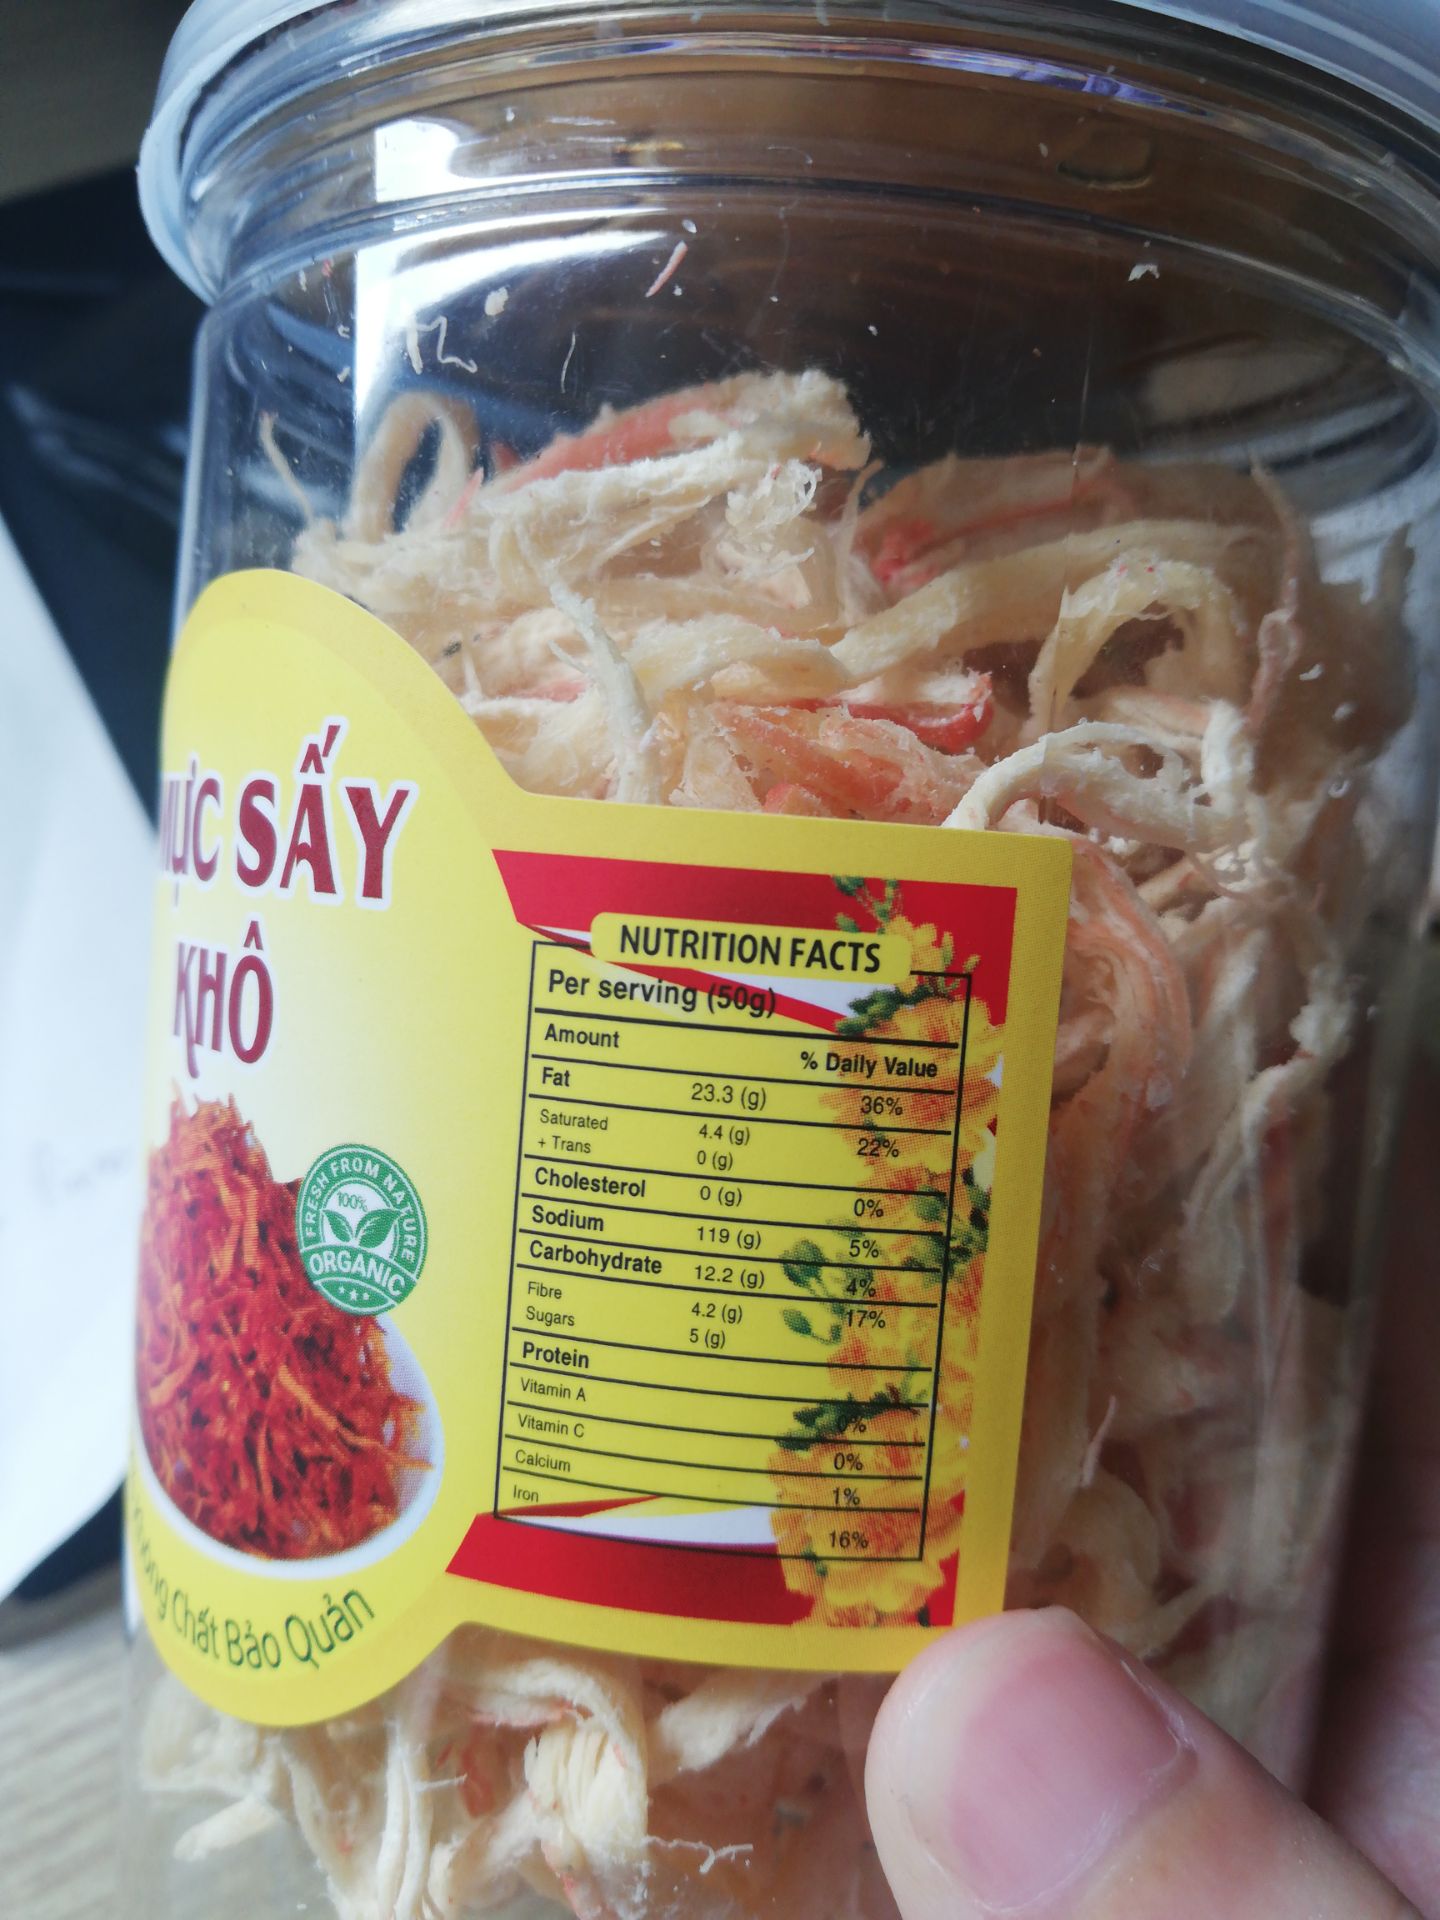 SẤY
KHÔ
FRESH FROM NATURE
100%
ORGANIC
Chất Bảo Quản
NUTRITION FACTS
Per serving (50g)
Amount % Daily Value
Fat 23.3 (g) 36%
Saturated 4.4 (g) 22%
+ Trans 0 (g)
Cholesterol 0 (g) 0%
Sodium 119 (g) 5%
Carbohydrate 12.2 (g) 4%
Fibre 4.2 (g) 17%
Sugars 5 (g)
Protein
Vitamin A 0%
Vitamin C 0%
Calcium 1%
Iron 16%